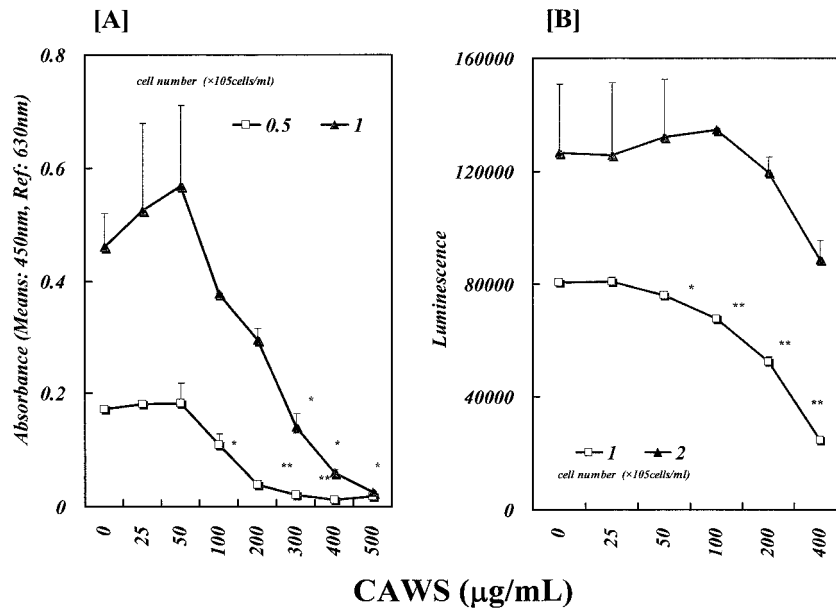 [A]
Absorbance (Means: 450nm, Ref: 630nm)
0.8
0.6
0.4
0.2
0
cell number (×105cells/ml)
0.5 1
* ** ** * * *
0 25 50 100 200 300 400 500
[B]
Luminescence
160000
120000
80000
40000
0
* ** ** **
1 2
cell number (×105cells/ml)
0 25 50 100 200 400
CAWS (µg/mL)